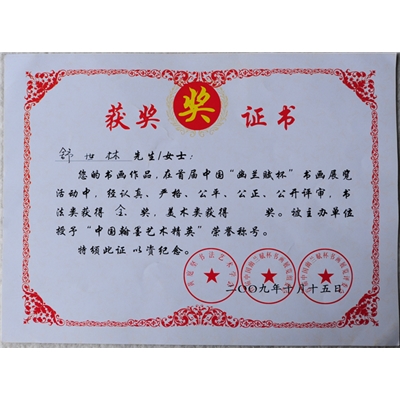 获奖 奖 证书
林 先生/女士：
您的书画作品，在首届中国“幽兰赋杯”书画展览
活动中，经认真、严格、公平、公正、公开评审，书
法类获得 金 奖，美术类获得 奖。被主办单位
授予“中国翰墨艺术精英”荣誉称号。
特颁此证 以资纪念。
二〇〇九年十月十五日